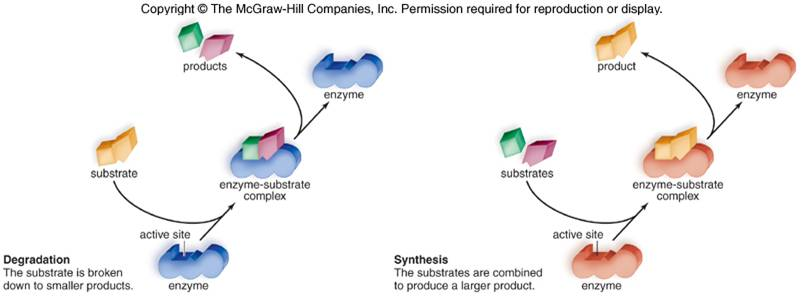 Copyright © The McGraw-Hill Companies, Inc. Permission required for reproduction or display.
products
enzyme
substrate
enzyme-substrate
complex
active site
enzyme
Degradation
The substrate is broken
down to smaller products.
product
enzyme
substrates
enzyme-substrate
complex
active site
enzyme
Synthesis
The substrates are combined
to produce a larger product.